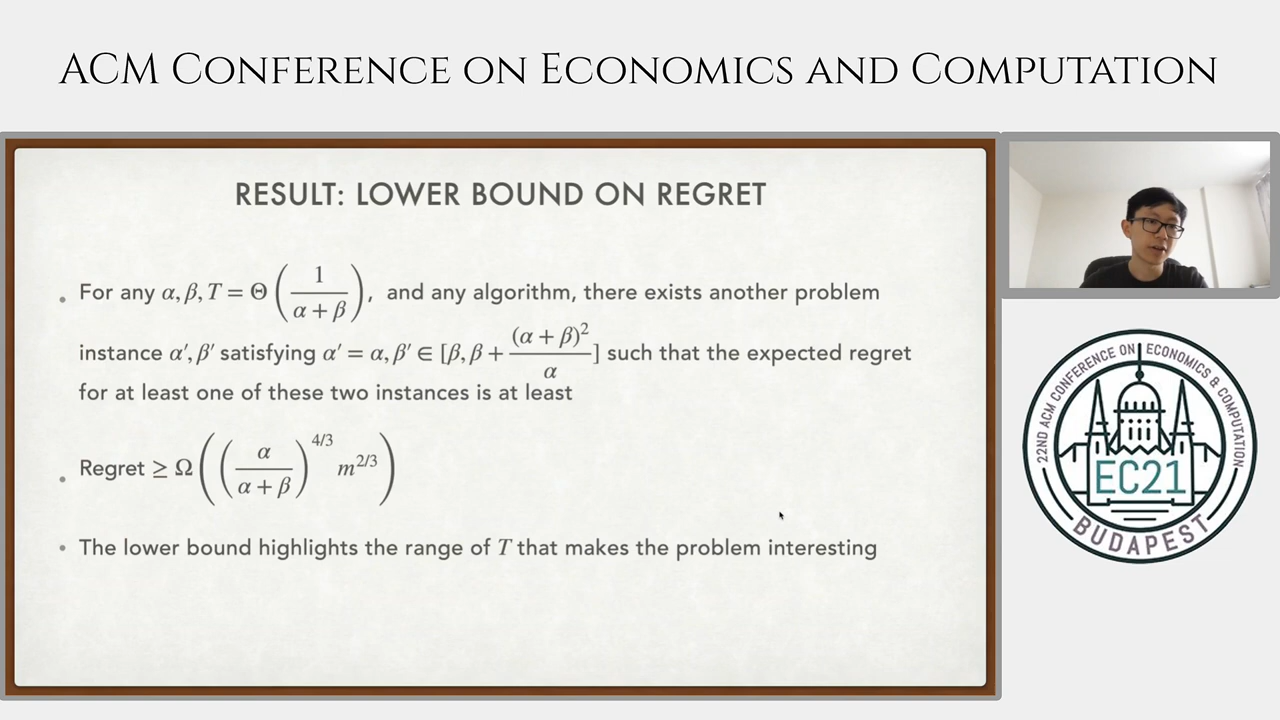 ACM Conference on Economics and Computation
RESULT: LOWER BOUND ON REGRET
• For any α, β, T = Θ(1/(α + β)), and any algorithm, there exists another problem
instance α′, β′ satisfying α′ = α, β′ ∈ [β, β + (α + β)²/α] such that the expected regret
for at least one of these two instances is at least
• Regret ≥ Ω((α/(α + β))^{4/3} m^{2/3})
• The lower bound highlights the range of T that makes the problem interesting
22ND ACM CONFERENCE ON ECONOMICS & COMPUTATION
EC21
BUDAPEST